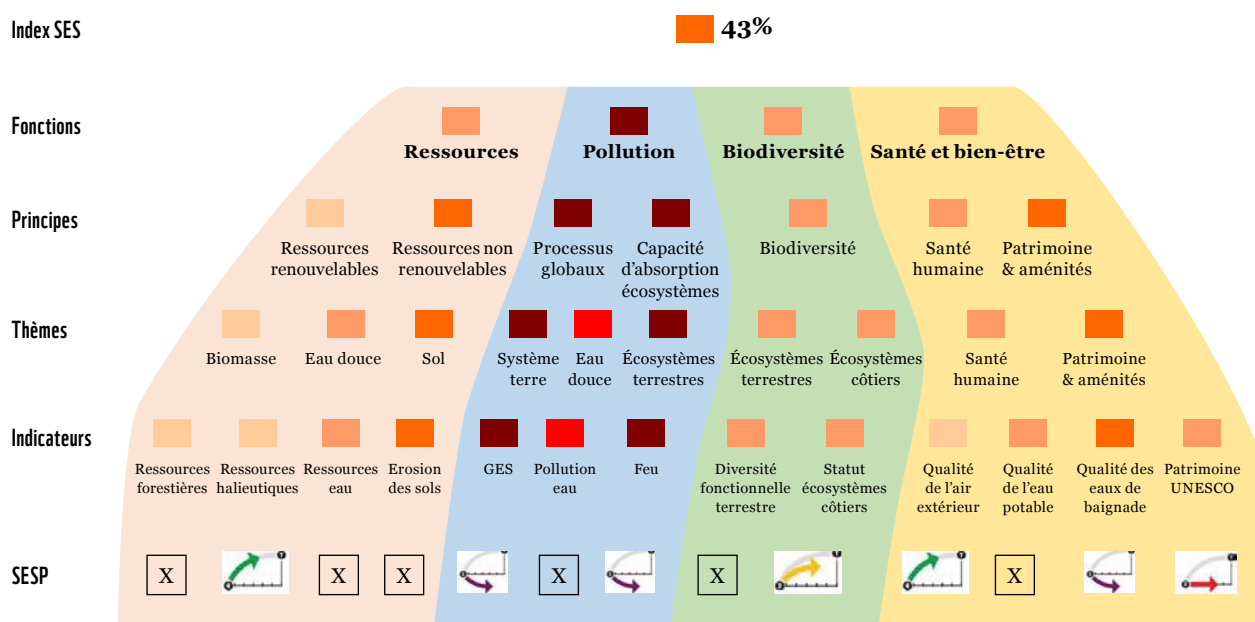 Index SES
43%
Fonctions
Ressources
Pollution
Biodiversité
Santé et bien-être
Principes
Ressources
renouvelables
Ressources non
renouvelables
Processus
globaux
Capacité
d'absorption
écosystèmes
Biodiversité
Santé
humaine
Patrimoine
& aménités
Thèmes
Biomasse
Eau douce
Sol
Système
terre
Eau
douce
Écosystèmes
terrestres
Écosystèmes
terrestres
Écosystèmes
côtiers
Santé
humaine
Patrimoine
& aménités
Indicateurs
Ressources
forestières
Ressources
halieutiques
Ressources
eau
Erosion
des sols
GES
Pollution
eau
Feu
Diversité
fonctionnelle
terrestre
Statut
écosystèmes
côtiers
Qualité
de l'air
extérieur
Qualité
de l'eau
potable
Qualité des
eaux de
baignade
Patrimoine
UNESCO
SESP
X
X
X
X
X
X